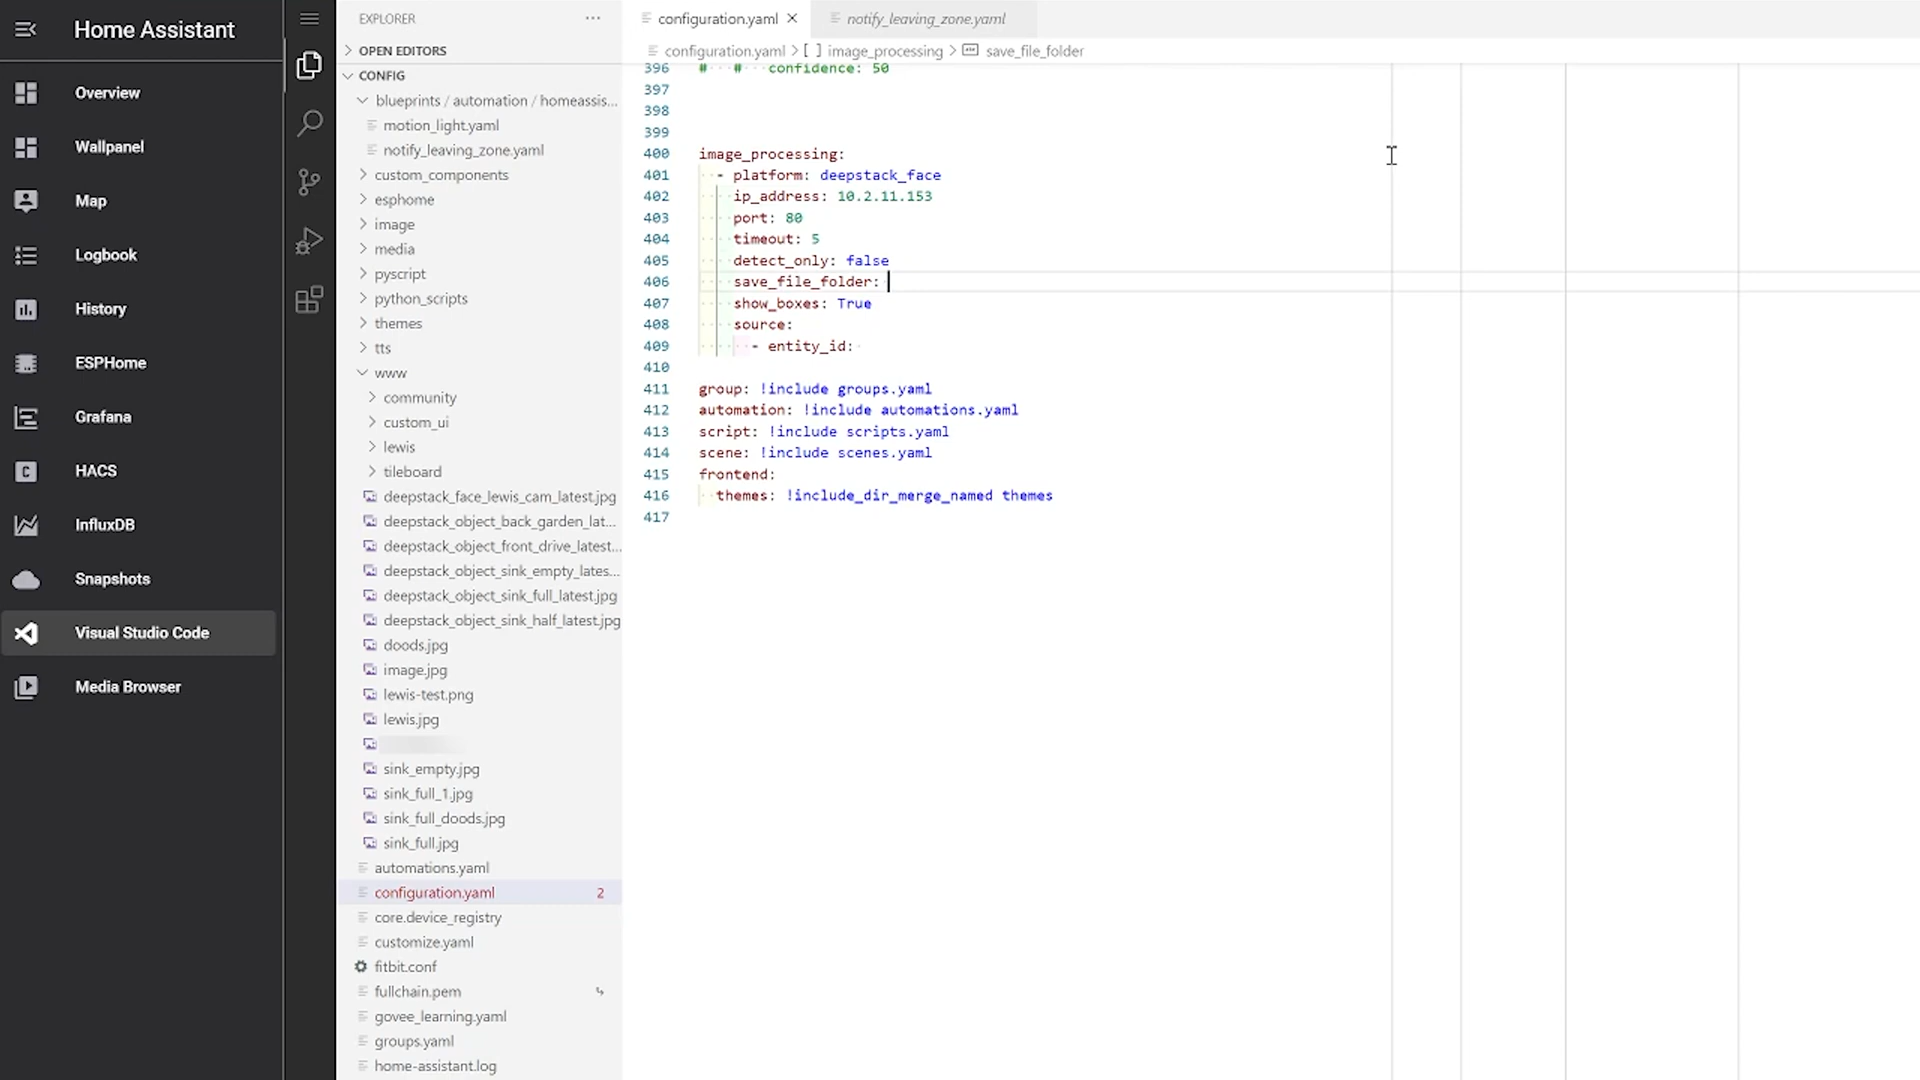 Home Assistant
Overview
Wallpanel
Map
Logbook
History
ESPHome
Grafana
HACS
InfluxDB
Snapshots
Visual Studio Code
Media Browser
EXPLORER
OPEN EDITORS
CONFIG
blueprints / automation / homeassis...
motion_light.yaml
notify_leaving_zone.yaml
custom_components
esphome
image
media
pyscript
python_scripts
themes
tts
www
community
custom_ui
lewis
tileboard
deepstack_face_lewis_cam_latest.jpg
deepstack_object_back_garden_lat...
deepstack_object_front_drive_latest...
deepstack_object_sink_empty_lates...
deepstack_object_sink_full_latest.jpg
deepstack_object_sink_half_latest.jpg
doods.jpg
image.jpg
lewis-test.png
lewis.jpg
sink_empty.jpg
sink_full_1.jpg
sink_full_doods.jpg
sink_full.jpg
automations.yaml
configuration.yaml 2
core.device_registry
customize.yaml
fitbit.conf
fullchain.pem
govee_learning.yaml
groups.yaml
home-assistant.log
configuration.yaml
notify_leaving_zone.yaml
configuration.yaml > [ ] image_processing > save_file_folder
396 # # confidence: 50
397
398
399
400 image_processing:
401 - platform: deepstack_face
402 ip_address: 10.2.11.153
403 port: 80
404 timeout: 5
405 detect_only: false
406 save_file_folder:
407 show_boxes: True
408 source:
409 - entity_id:
410
411 group: !include groups.yaml
412 automation: !include automations.yaml
413 script: !include scripts.yaml
414 scene: !include scenes.yaml
415 frontend:
416 themes: !include_dir_merge_named themes
417